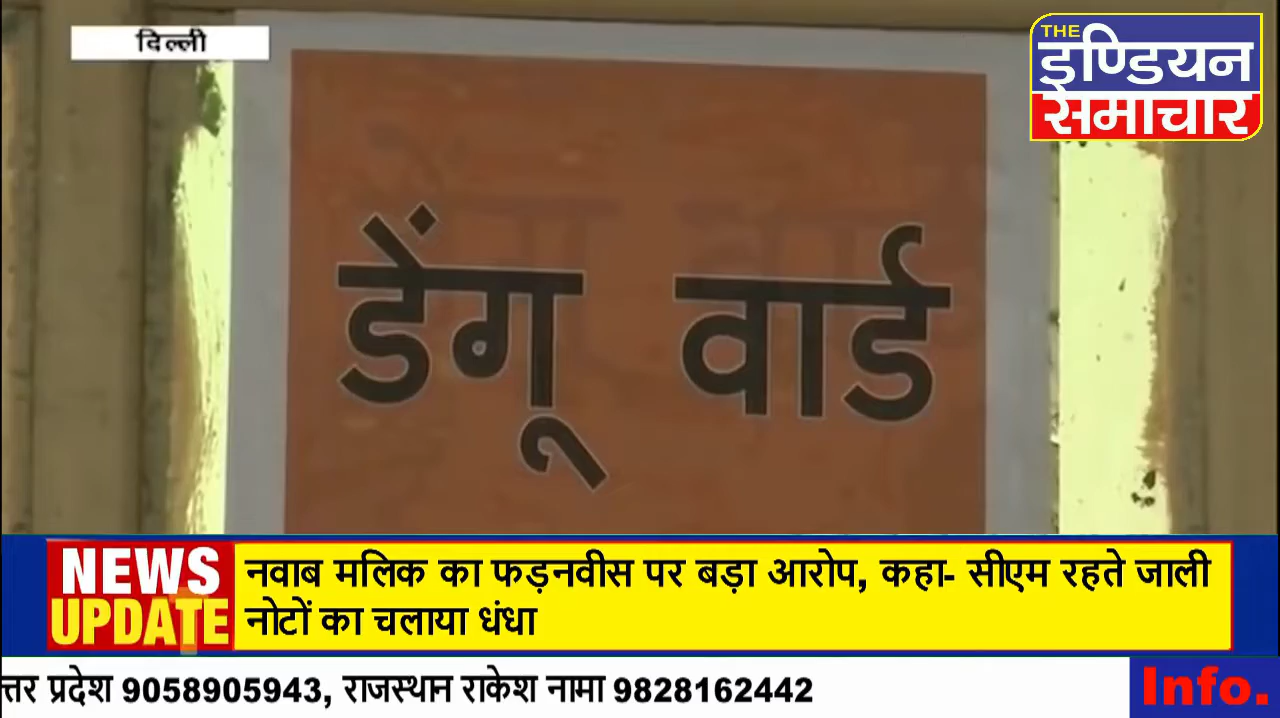 दिल्ली
THE
इण्डियन
समाचार
डेंगू वार्ड
NEWS
UPDATE
नवाब मलिक का फड़नवीस पर बड़ा आरोप, कहा- सीएम रहते जाली
नोटों का चलाया धंधा
त्तर प्रदेश 9058905943, राजस्थान राकेश नामा 9828162442
Info.